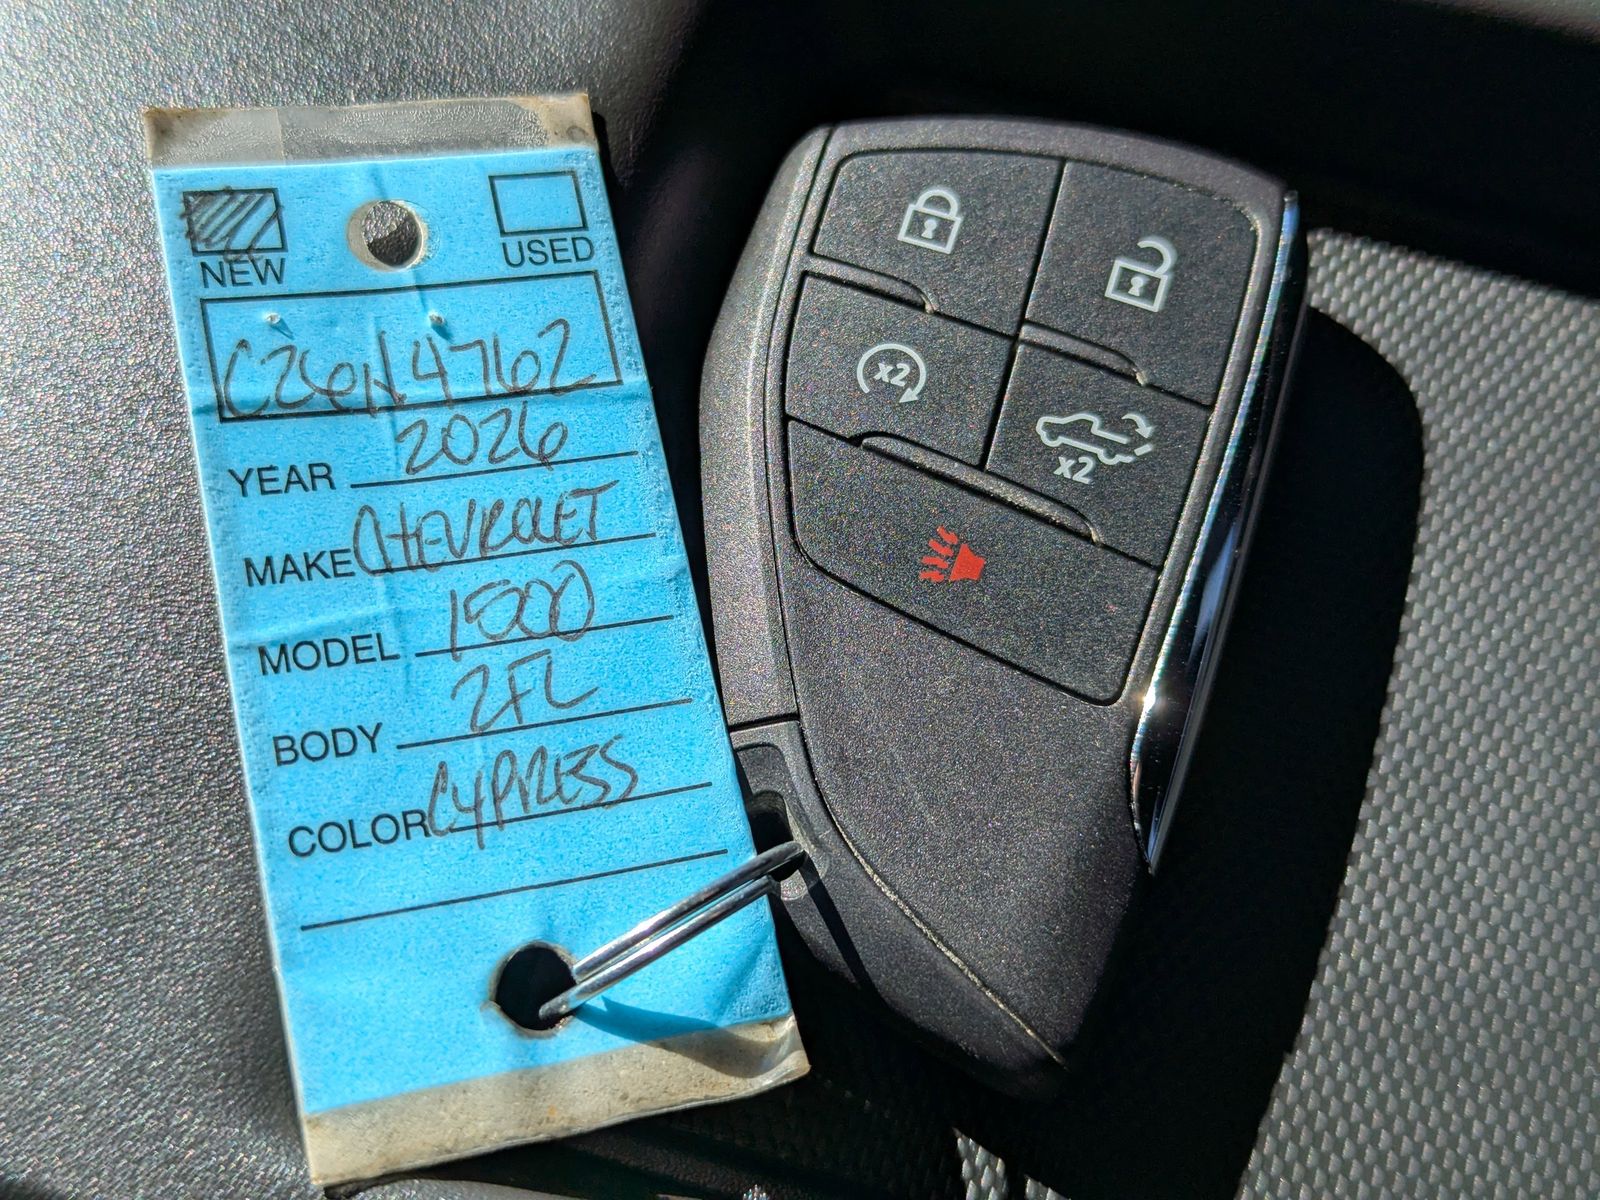 NEW USED
C26N4762
YEAR 2026
MAKE CHEVROLET
MODEL 1500
BODY 2FL
COLOR CYPRESS
x2
x2